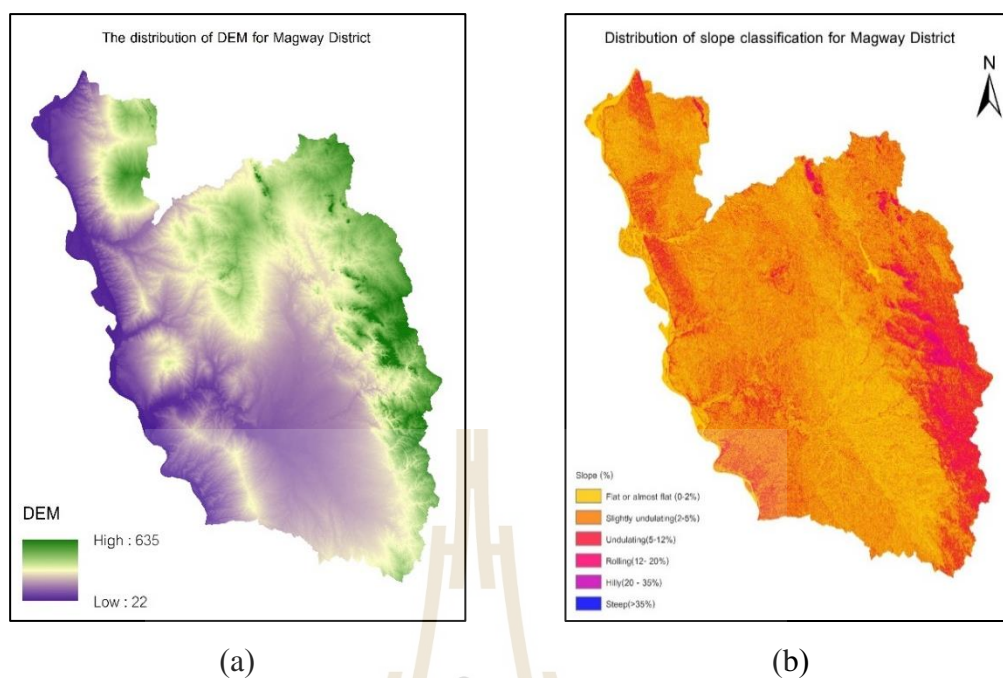 The distribution of DEM for Magway District
DEM
High : 635
Low : 22
(a)
Distribution of slope classification for Magway District
N
Slope (%)
Flat or almost flat (0-2%)
Slightly undulating(2-5%)
Undulating(5-12%)
Rolling(12- 20%)
Hilly(20 - 35%)
Steep(>35%)
(b)